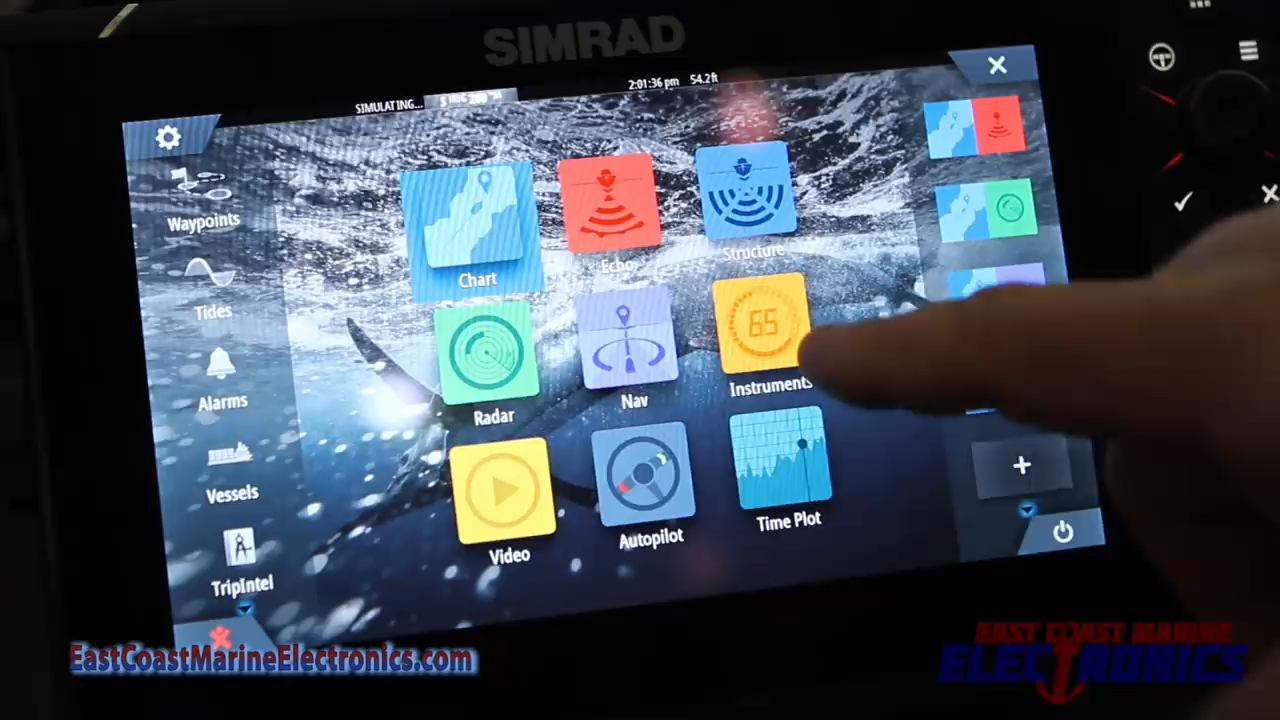 SIMRAD
2:01:36 pm 54.2ft
SIMULATING...
Waypoints
Tides
Alarms
Vessels
TripIntel
Chart
Echo
Structure
Radar
Nav
65
Instruments
Video
Autopilot
Time Plot
EastCoastMarineElectronics.com
EAST COAST MARINE
ELECTRONICS